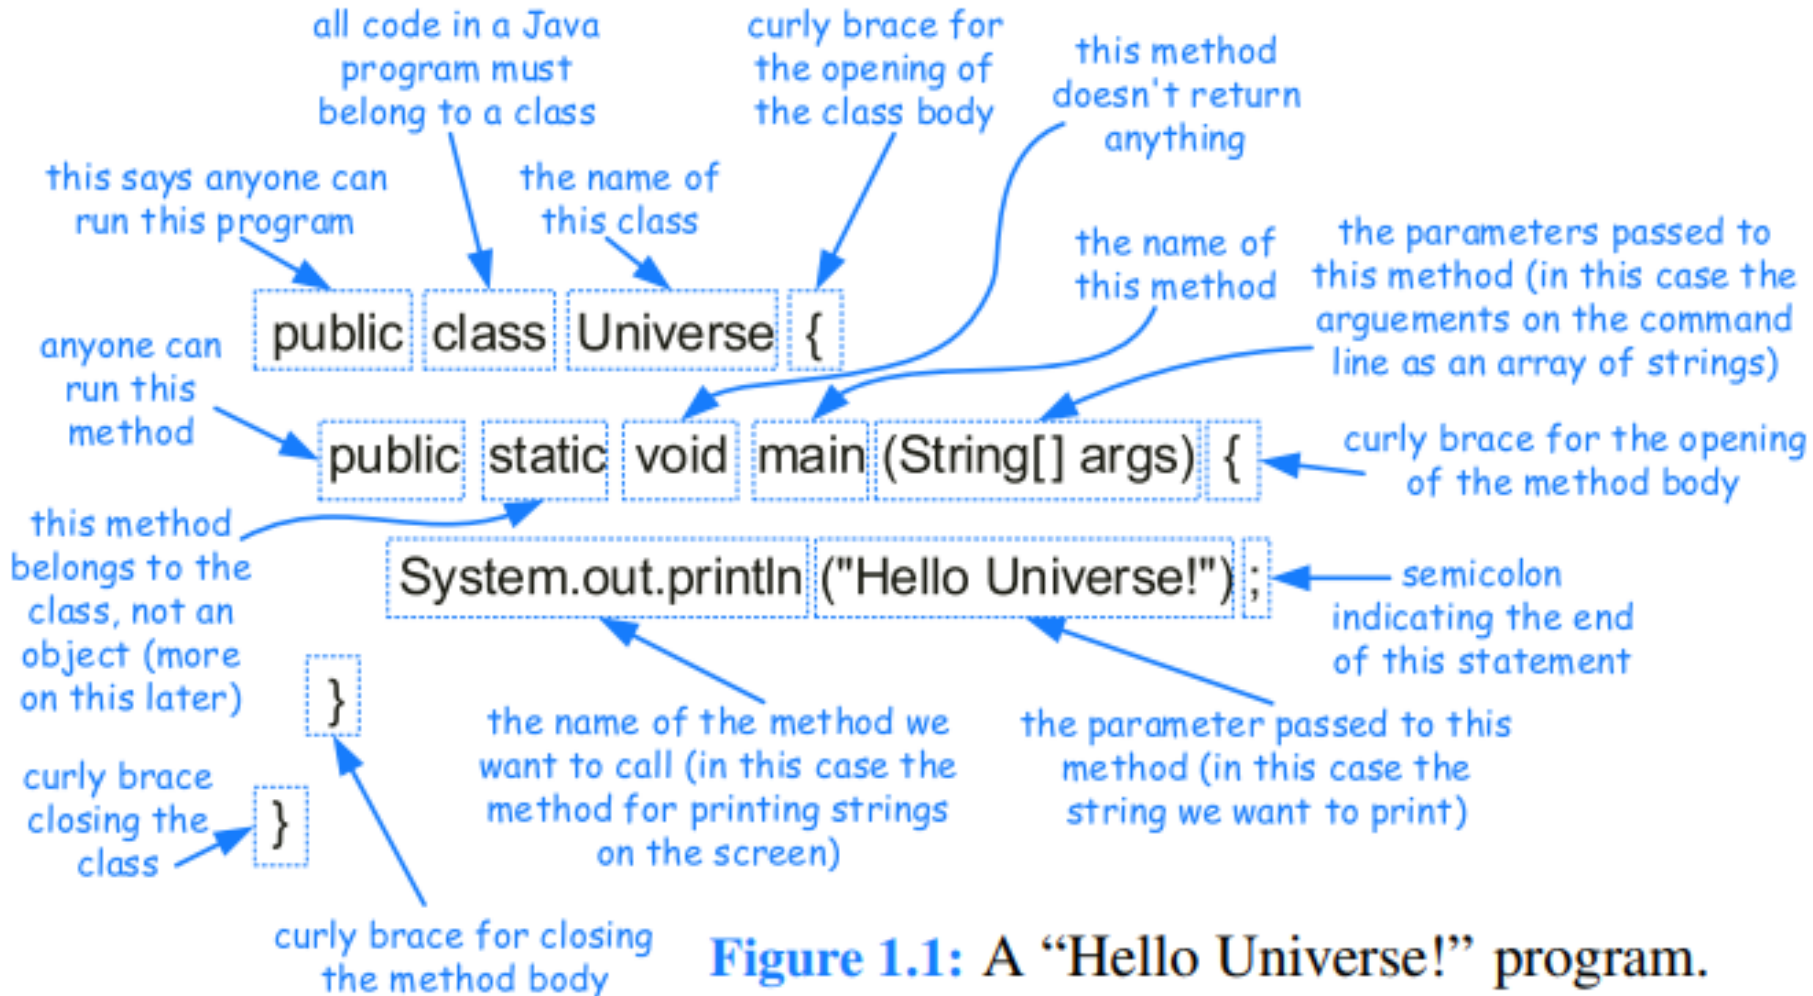 all code in a Java
program must
belong to a class
curly brace for
the opening of
the class body
this method
doesn't return
anything
this says anyone can
run this program
the name of
this class
the name of
this method
the parameters passed to
this method (in this case the
arguements on the command
line as an array of strings)
public class Universe {
anyone can
run this
method
public static void main (String[] args) {
curly brace for the opening
of the method body
this method
belongs to the
class, not an
object (more
on this later)
System.out.println ("Hello Universe!") ;
semicolon
indicating the end
of this statement
}
the name of the method we
want to call (in this case the
method for printing strings
on the screen)
the parameter passed to this
method (in this case the
string we want to print)
curly brace
closing the
class
}
curly brace for closing
the method body
Figure 1.1: A “Hello Universe!” program.